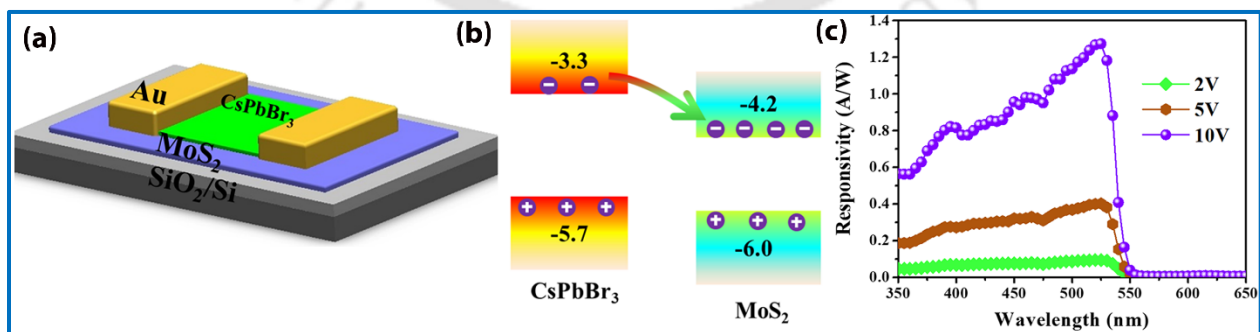 (a)
Au
CsPbBr₃
MoS₂
SiO₂/Si
(b)
-3.3
-4.2
-5.7
-6.0
CsPbBr₃
MoS₂
(c)
Responsivity (A/W)
1.4
1.2
1.0
0.8
0.6
0.4
0.2
0.0
2V
5V
10V
350 400 450 500 550 600 650
Wavelength (nm)